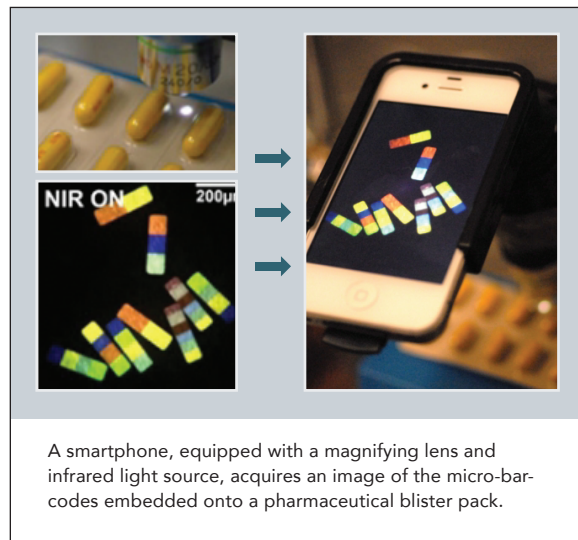 NIR ON
200μ
A smartphone, equipped with a magnifying lens and
infrared light source, acquires an image of the micro-bar-
codes embedded onto a pharmaceutical blister pack.